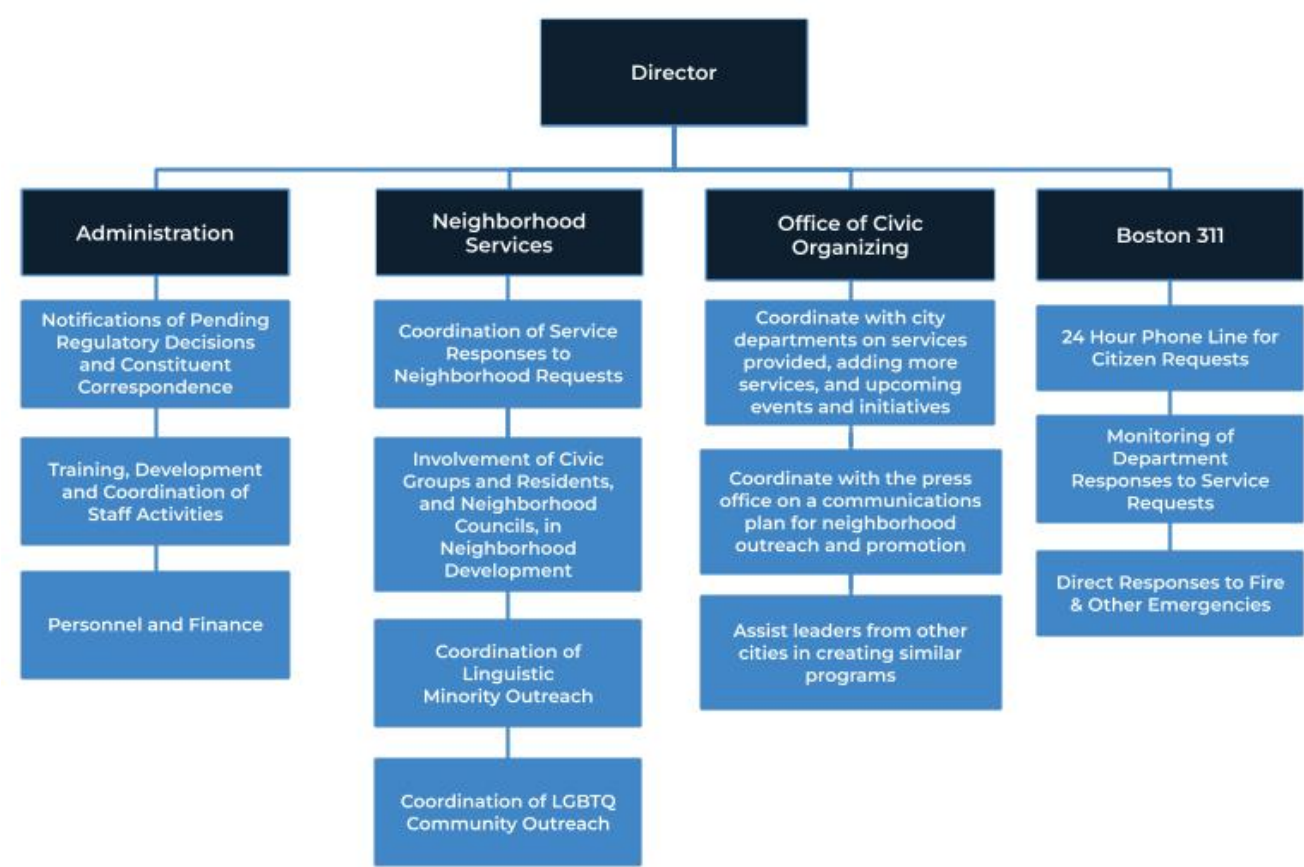 Director
Administration
Notifications of Pending
Regulatory Decisions
and Constituent
Correspondence
Training, Development
and Coordination of
Staff Activities
Personnel and Finance
Neighborhood
Services
Coordination of Service
Responses to
Neighborhood Requests
Involvement of Civic
Groups and Residents,
and Neighborhood
Councils, in
Neighborhood
Development
Coordination of
Linguistic
Minority Outreach
Coordination of LGBTQ
Community Outreach
Office of Civic
Organizing
Coordinate with city
departments on services
provided, adding more
services, and upcoming
events and initiatives
Coordinate with the press
office on a communications
plan for neighborhood
outreach and promotion
Assist leaders from other
cities in creating similar
programs
Boston 311
24 Hour Phone Line for
Citizen Requests
Monitoring of
Department
Responses to Service
Requests
Direct Responses to Fire
& Other Emergencies